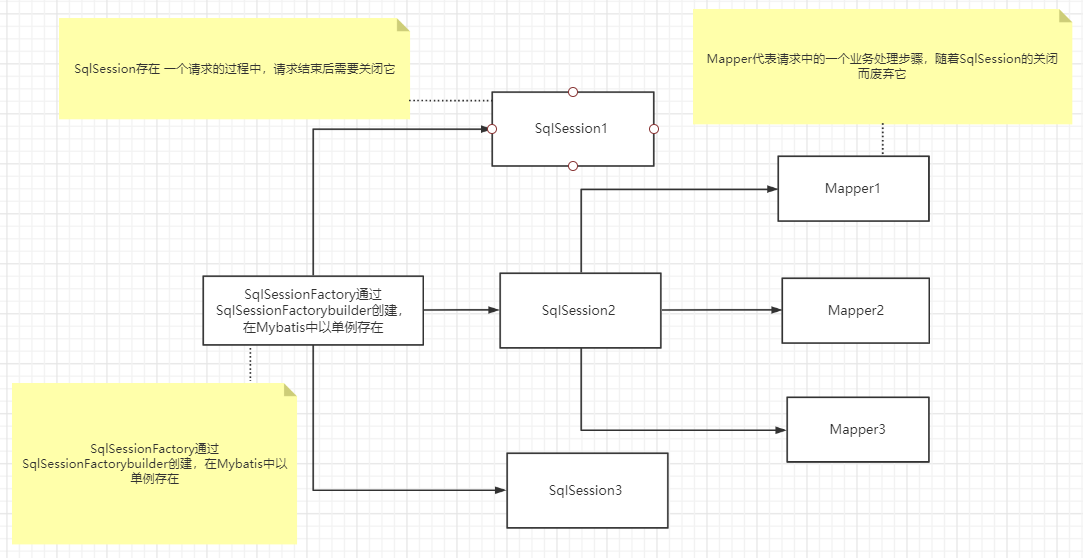 SqlSession存在 一个请求的过程中，请求结束后需要关闭它
Mapper代表请求中的一个业务处理步骤，随着SqlSession的关闭
而废弃它
SqlSession1
Mapper1
SqlSessionFactory通过
SqlSessionFactorybuilder创建，
在Mybatis中以单例存在
SqlSession2
Mapper2
SqlSessionFactory通过
SqlSessionFactorybuilder创建，在Mybatis中以
单例存在
Mapper3
SqlSession3